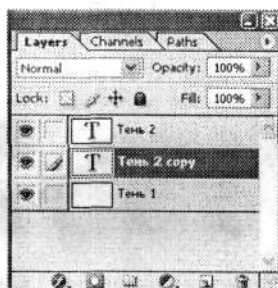 Layers Channels Paths
Normal Opacity: 100%
Lock: Fill: 100%
T Тень 2
T Тень 2 copy
Тень 1